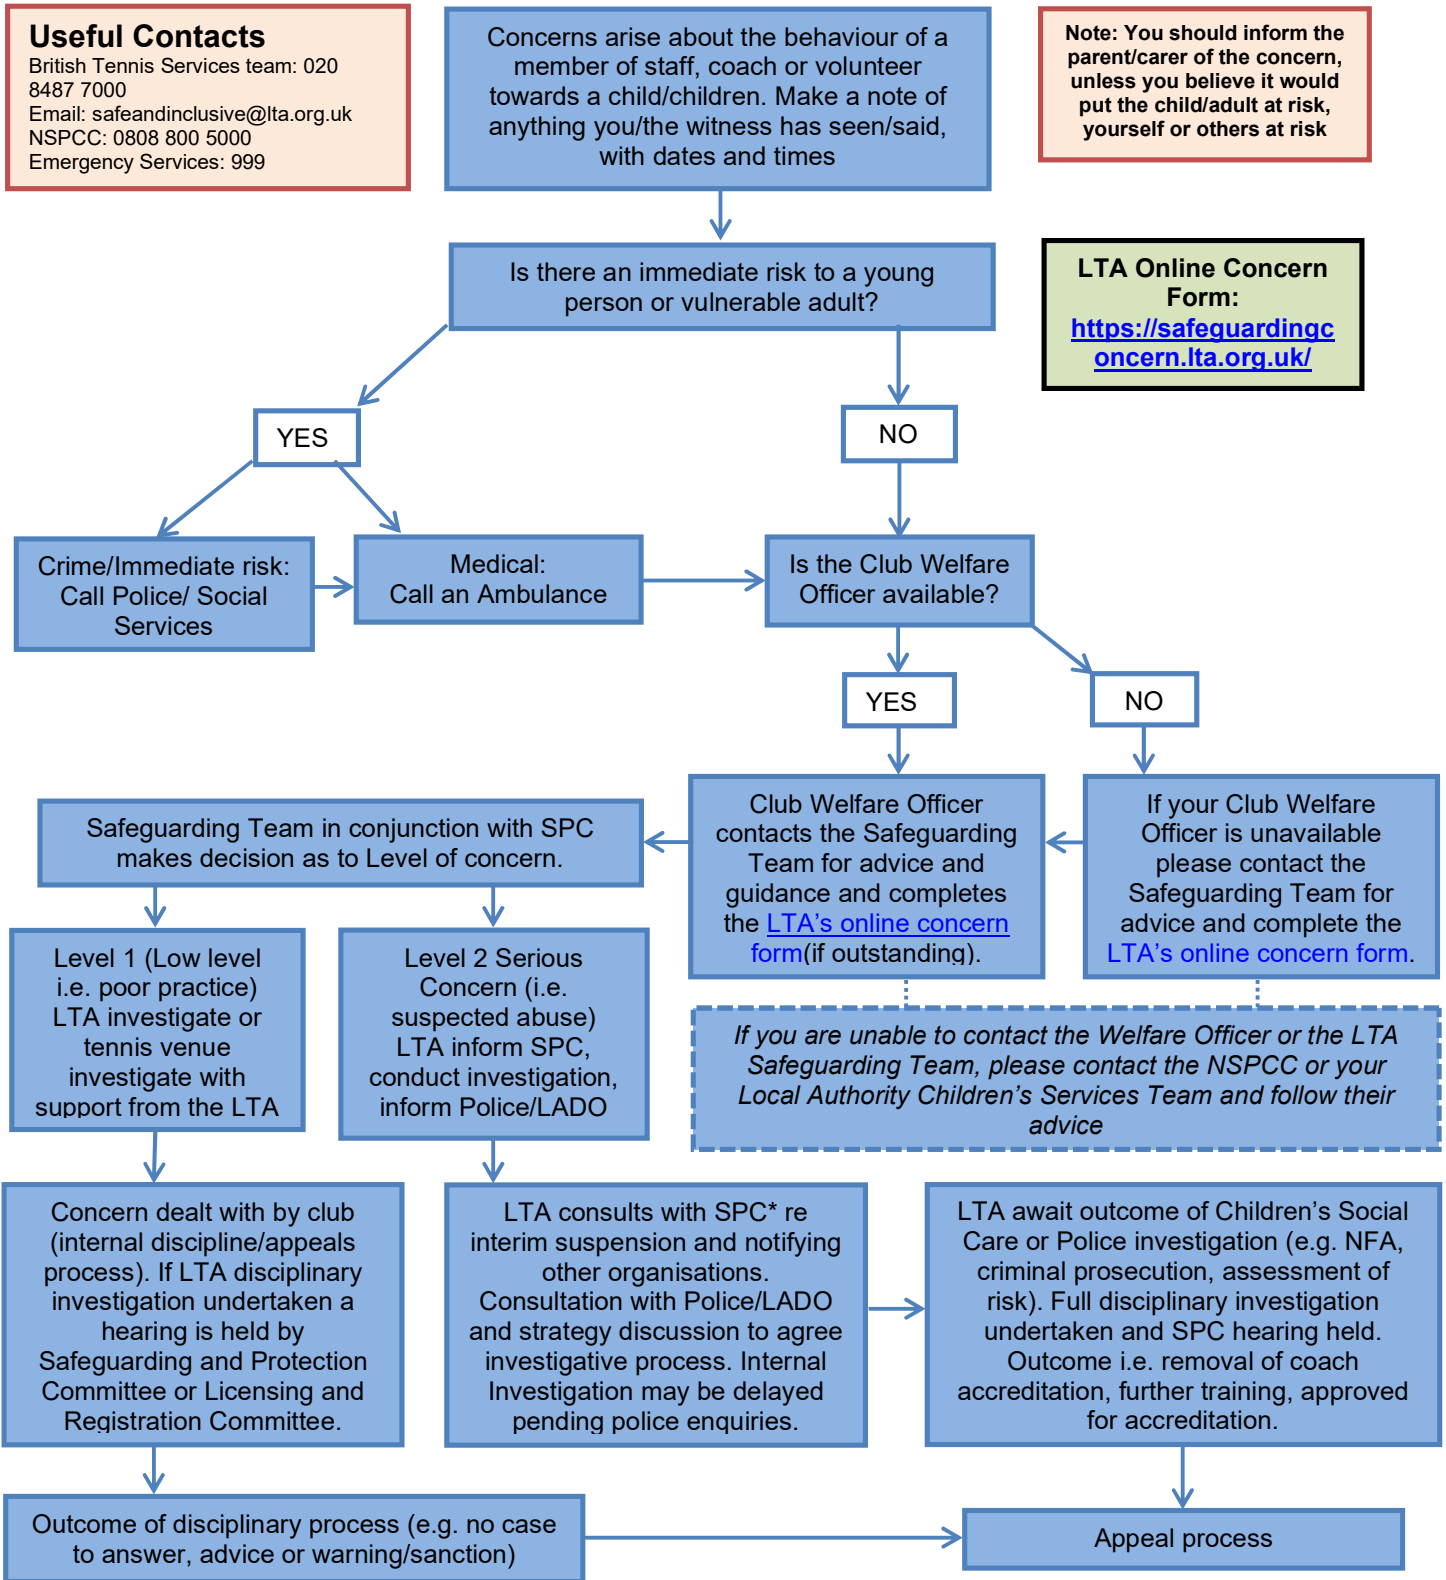 Useful Contacts
British Tennis Services team: 020
8487 7000
Email: safeandinclusive@lta.org.uk
NSPCC: 0808 800 5000
Emergency Services: 999
Concerns arise about the behaviour of a
member of staff, coach or volunteer
towards a child/children. Make a note of
anything you/the witness has seen/said,
with dates and times
Note: You should inform the
parent/carer of the concern,
unless you believe it would
put the child/adult at risk,
yourself or others at risk
Is there an immediate risk to a young
person or vulnerable adult?
LTA Online Concern
Form:
https://safeguardingc
oncern.lta.org.uk/
YES
NO
Crime/Immediate risk:
Call Police/ Social
Services
Medical:
Call an Ambulance
Is the Club Welfare
Officer available?
YES
NO
Safeguarding Team in conjunction with SPC
makes decision as to Level of concern.
Club Welfare Officer
contacts the Safeguarding
Team for advice and
guidance and completes
the LTA's online concern
form(if outstanding).
If your Club Welfare
Officer is unavailable
please contact the
Safeguarding Team for
advice and complete the
LTA's online concern form.
Level 1 (Low level
i.e. poor practice)
LTA investigate or
tennis venue
investigate with
support from the LTA
Level 2 Serious
Concern (i.e.
suspected abuse)
LTA inform SPC,
conduct investigation,
inform Police/LADO
If you are unable to contact the Welfare Officer or the LTA
Safeguarding Team, please contact the NSPCC or your
Local Authority Children's Services Team and follow their
advice
Concern dealt with by club
(internal discipline/appeals
process). If LTA disciplinary
investigation undertaken a
hearing is held by
Safeguarding and Protection
Committee or Licensing and
Registration Committee.
LTA consults with SPC* re
interim suspension and notifying
other organisations.
Consultation with Police/LADO
and strategy discussion to agree
investigative process. Internal
Investigation may be delayed
pending police enquiries.
LTA await outcome of Children's Social
Care or Police investigation (e.g. NFA,
criminal prosecution, assessment of
risk). Full disciplinary investigation
undertaken and SPC hearing held.
Outcome i.e. removal of coach
accreditation, further training, approved
for accreditation.
Outcome of disciplinary process (e.g. no case
to answer, advice or warning/sanction)
Appeal process